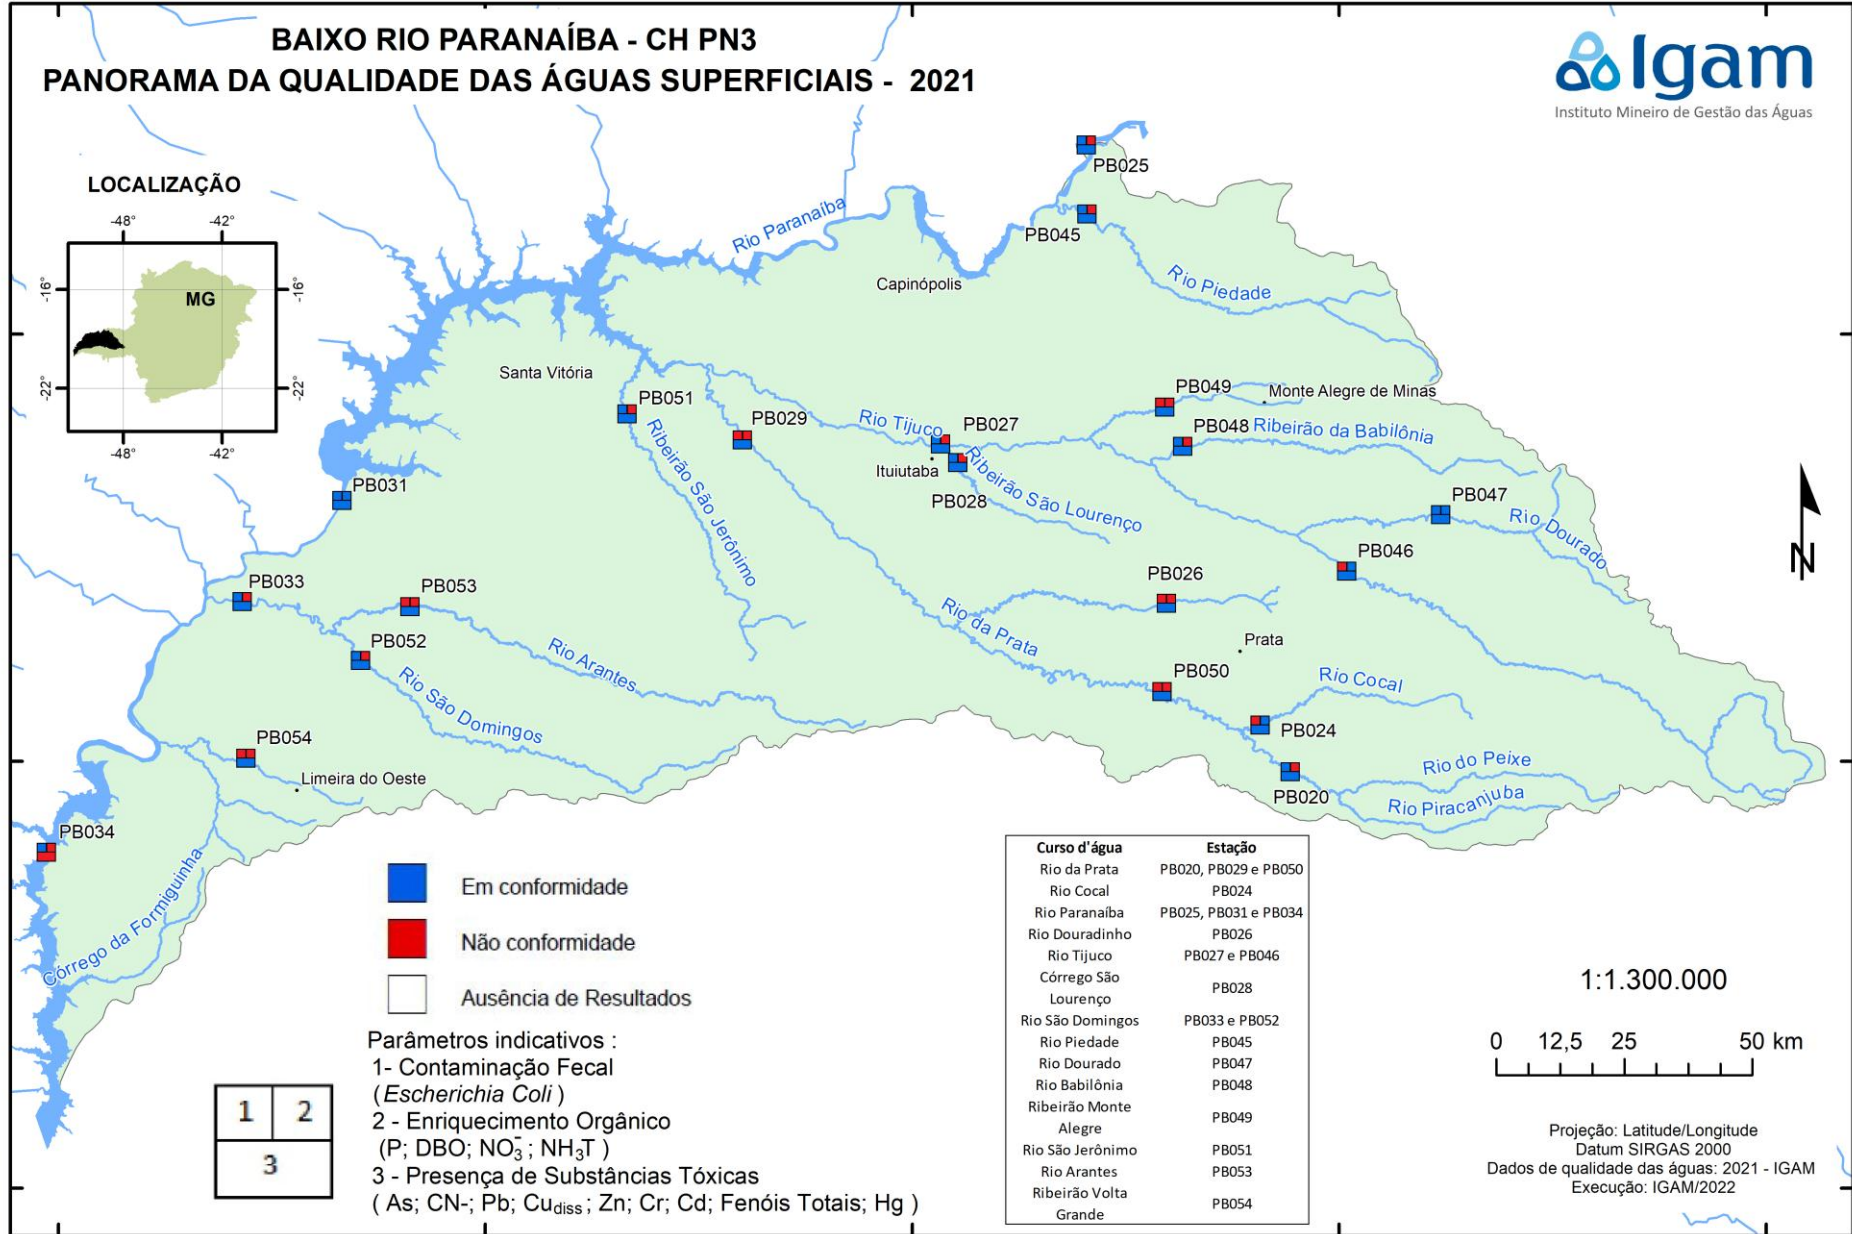 BAIXO RIO PARANAÍBA - CH PN3
PANORAMA DA QUALIDADE DAS ÁGUAS SUPERFICIAIS - 2021
Igam
Instituto Mineiro de Gestão das Águas
LOCALIZAÇÃO
-48°
-42°
-16°
MG
-16°
-22°
-22°
-48°
-42°
PB025
PB045
Rio Paranaíba
Rio Piedade
Capinópolis
Santa Vitória
PB051
PB029
Rio Tijuco
PB027
PB049
Monte Alegre de Minas
PB048
Ribeirão da Babilônia
Ituiutaba
PB028
Ribeirão São Lourenço
Ribeirão São Jerônimo
PB031
PB047
Rio Dourado
PB046
PB033
PB053
PB026
PB052
Rio Arantes
Rio da Prata
Prata
PB050
Rio Cocal
Rio São Domingos
PB024
PB054
Limeira do Oeste
Rio do Peixe
PB020
Rio Piracanjuba
PB034
Córrego da Formiguinha
Em conformidade
Não conformidade
Ausência de Resultados
Parâmetros indicativos :
1- Contaminação Fecal
(Escherichia Coli )
2 - Enriquecimento Orgânico
(P; DBO; NO₃⁻; NH₃T )
3 - Presença de Substâncias Tóxicas
( As; CN-; Pb; Cudiss; Zn; Cr; Cd; Fenóis Totais; Hg )
1 2
3
Curso d'água Estação
Rio da Prata PB020, PB029 e PB050
Rio Cocal PB024
Rio Paranaíba PB025, PB031 e PB034
Rio Douradinho PB026
Rio Tijuco PB027 e PB046
Córrego São
Lourenço PB028
Rio São Domingos PB033 e PB052
Rio Piedade PB045
Rio Dourado PB047
Rio Babilônia PB048
Ribeirão Monte
Alegre PB049
Rio São Jerônimo PB051
Rio Arantes PB053
Ribeirão Volta
Grande PB054
N
1:1.300.000
0 12,5 25 50 km
Projeção: Latitude/Longitude
Datum SIRGAS 2000
Dados de qualidade das águas: 2021 - IGAM
Execução: IGAM/2022